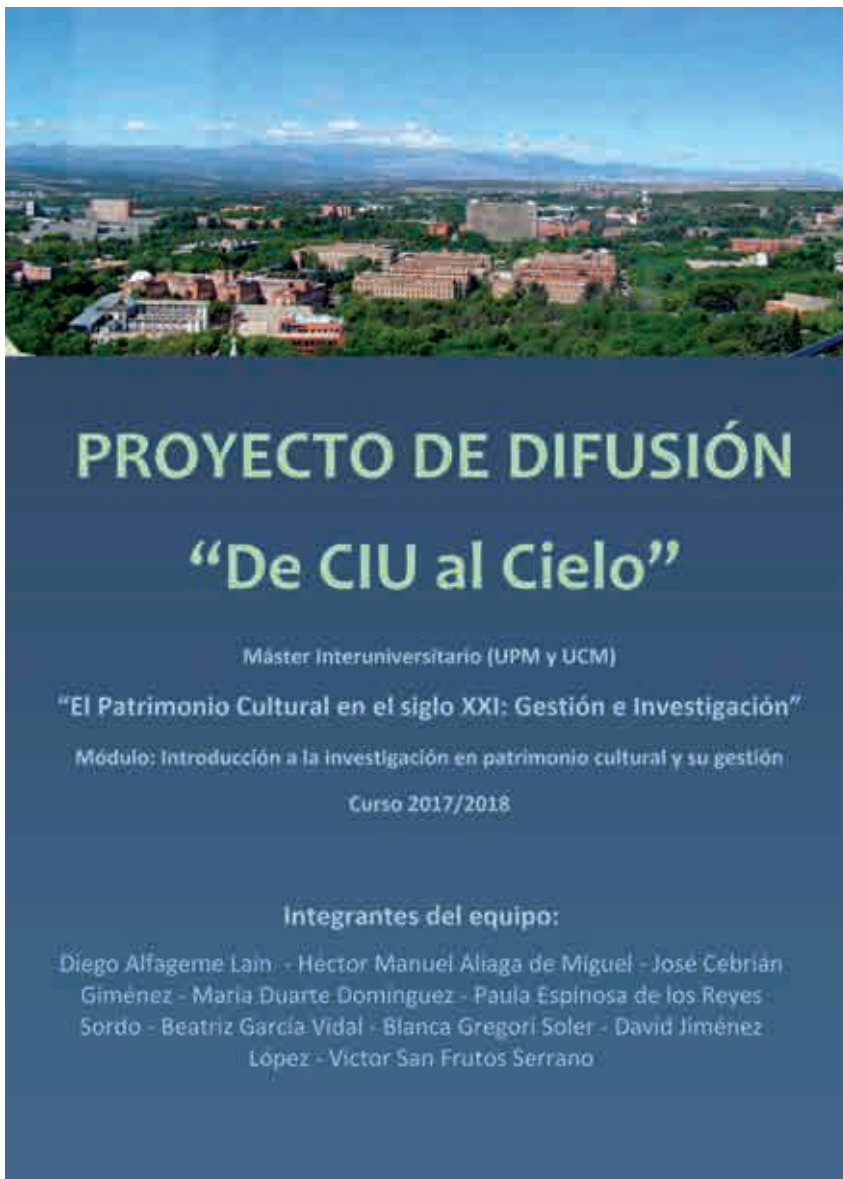 PROYECTO DE DIFUSIÓN
“De CIU al Cielo”
Máster Interuniversitario (UPM y UCM)
“El Patrimonio Cultural en el siglo XXI: Gestión e Investigación”
Módulo: Introducción a la investigación en patrimonio cultural y su gestión
Curso 2017/2018
Integrantes del equipo:
Diego Alfageme Lain - Héctor Manuel Aliaga de Miguel - José Cebrián
Giménez - María Duarte Domínguez - Paula Espinosa de los Reyes
Sordo - Beatriz García Vidal - Blanca Gregori Soler - David Jiménez
López - Víctor San Frutos Serrano